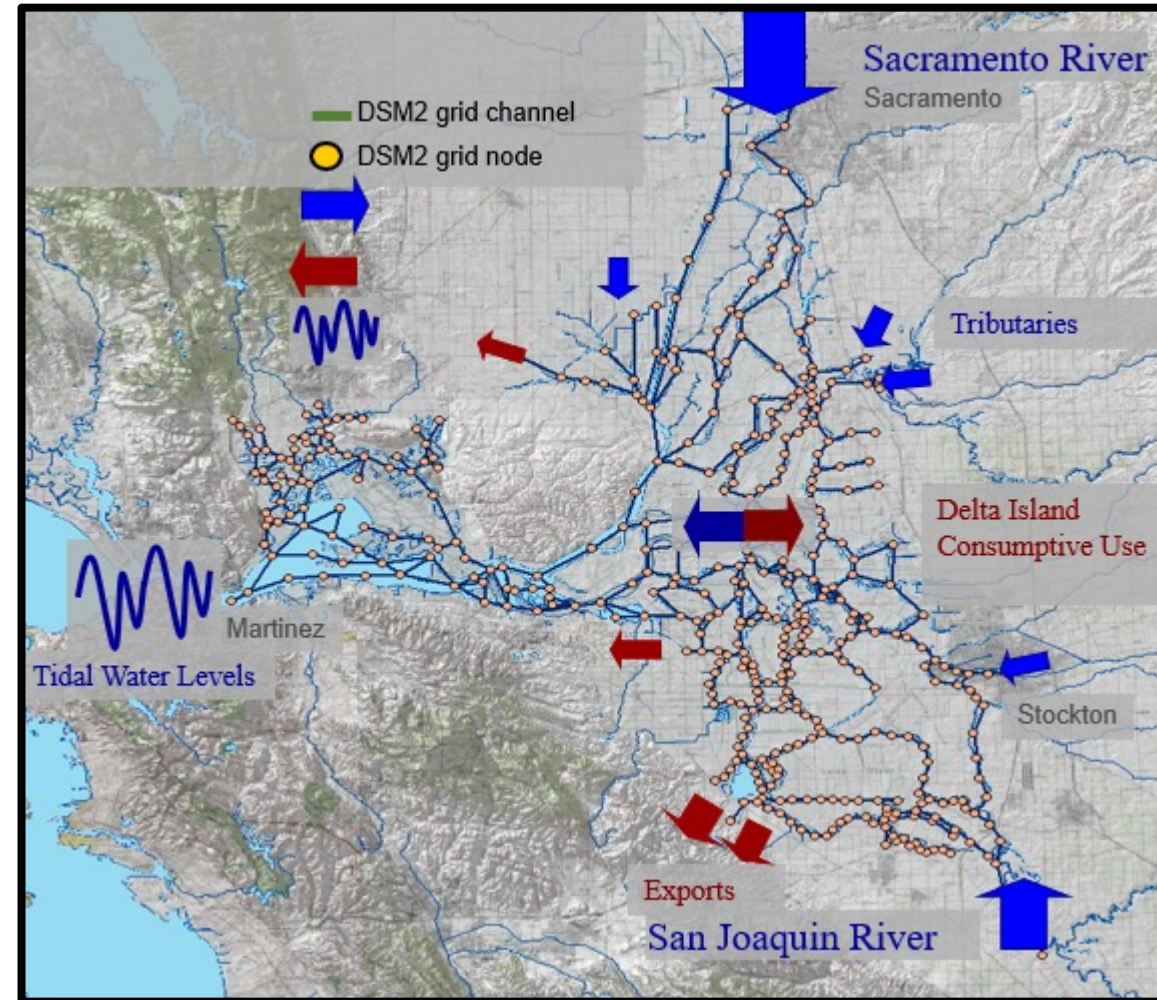 Sacramento River
Sacramento
DSM2 grid channel
DSM2 grid node
Tributaries
Delta Island
Consumptive Use
Martinez
Tidal Water Levels
Stockton
Exports
San Joaquin River